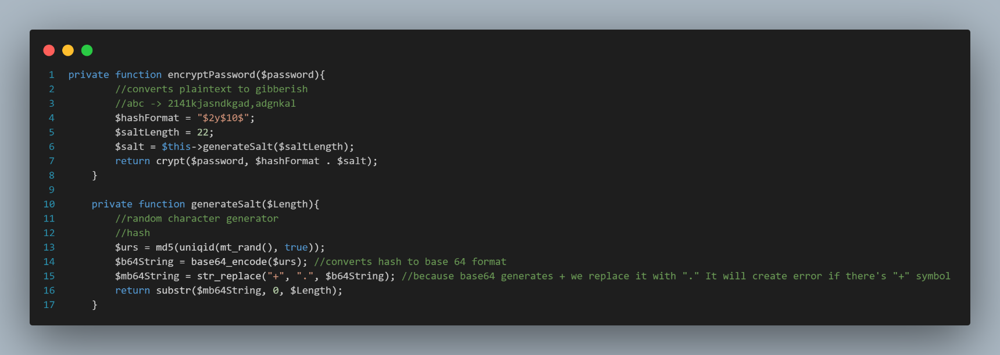 1 private function encryptPassword($password){
2 //converts plaintext to gibberish
3 //abc -> 2141kjasndkgad,adgnkal
4 $hashFormat = "$2y$10$";
5 $saltLength = 22;
6 $salt = $this->generateSalt($saltLength);
7 return crypt($password, $hashFormat . $salt);
8 }
9
10 private function generateSalt($Length){
11 //random character generator
12 //hash
13 $urs = md5(uniqid(mt_rand(), true));
14 $b64String = base64_encode($urs); //converts hash to base 64 format
15 $mb64String = str_replace("+", ".", $b64String); //because base64 generates + we replace it with "." It will create error if there's "+" symbol
16 return substr($mb64String, 0, $Length);
17 }